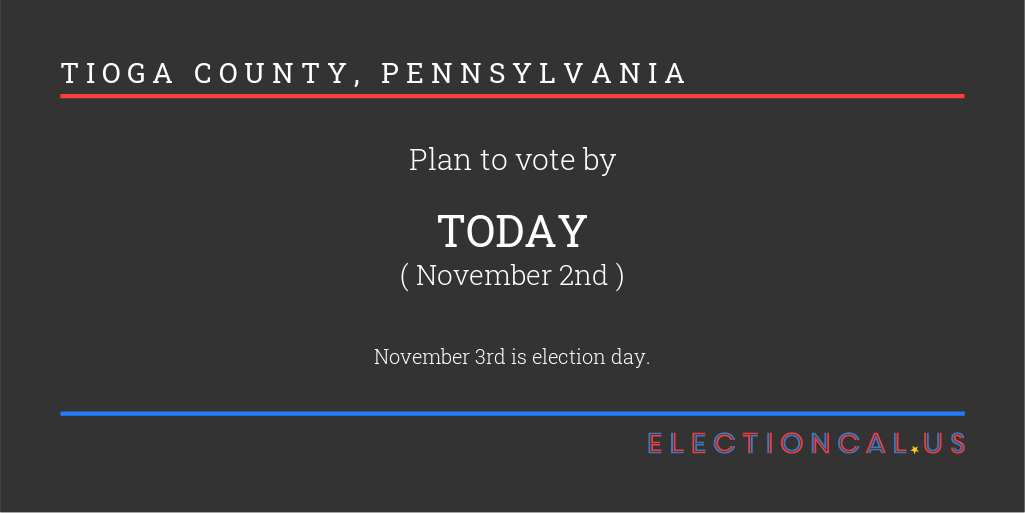 TIOGA COUNTY, PENNSYLVANIA
Plan to vote by
TODAY
( November 2nd )
November 3rd is election day.
ELECTIONCAL.US